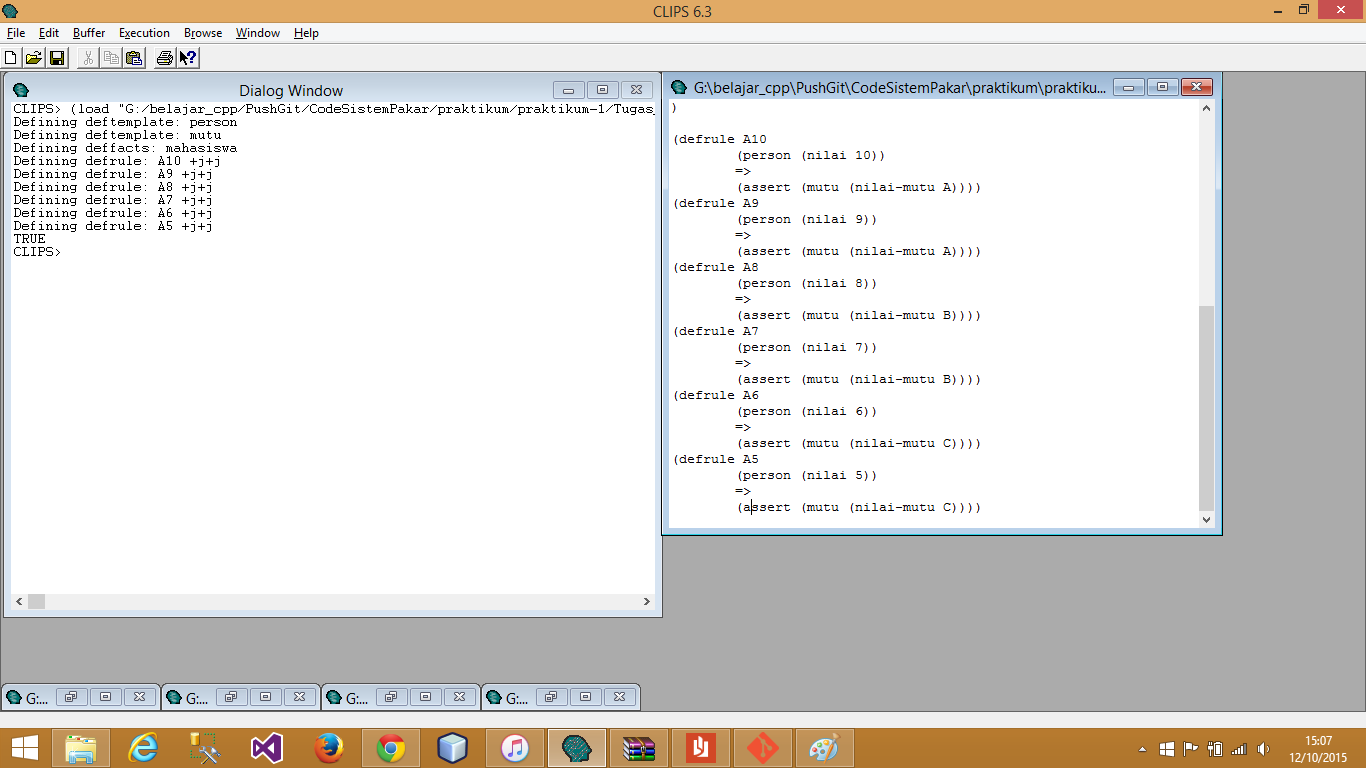 CLIPS 6.3
File Edit Buffer Execution Browse Window Help
Dialog Window
CLIPS> (load "G:/belajar_cpp/PushGit/CodeSistemPakar/praktikum/praktikum-1/Tugas_
Defining deftemplate: person
Defining deftemplate: mutu
Defining deffacts: mahasiswa
Defining defrule: A10 +j+j
Defining defrule: A9 +j+j
Defining defrule: A8 +j+j
Defining defrule: A7 +j+j
Defining defrule: A6 +j+j
Defining defrule: A5 +j+j
TRUE
CLIPS>
G:\belajar_cpp\PushGit\CodeSistemPakar\praktikum\praktiku...
)
(defrule A10
(person (nilai 10))
=>
(assert (mutu (nilai-mutu A))))
(defrule A9
(person (nilai 9))
=>
(assert (mutu (nilai-mutu A))))
(defrule A8
(person (nilai 8))
=>
(assert (mutu (nilai-mutu B))))
(defrule A7
(person (nilai 7))
=>
(assert (mutu (nilai-mutu B))))
(defrule A6
(person (nilai 6))
=>
(assert (mutu (nilai-mutu C))))
(defrule A5
(person (nilai 5))
=>
(assert (mutu (nilai-mutu C))))
G:... G:... G:... G:...
15:07
12/10/2015